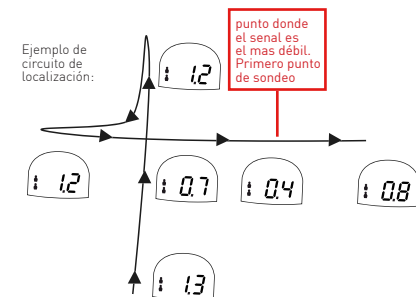 Ejemplo de
circuito de
localización:
punto donde
el senal es
el mas débil.
Primero punto
de sondeo
1.2
1.2
0.7
0.4
0.8
1.3